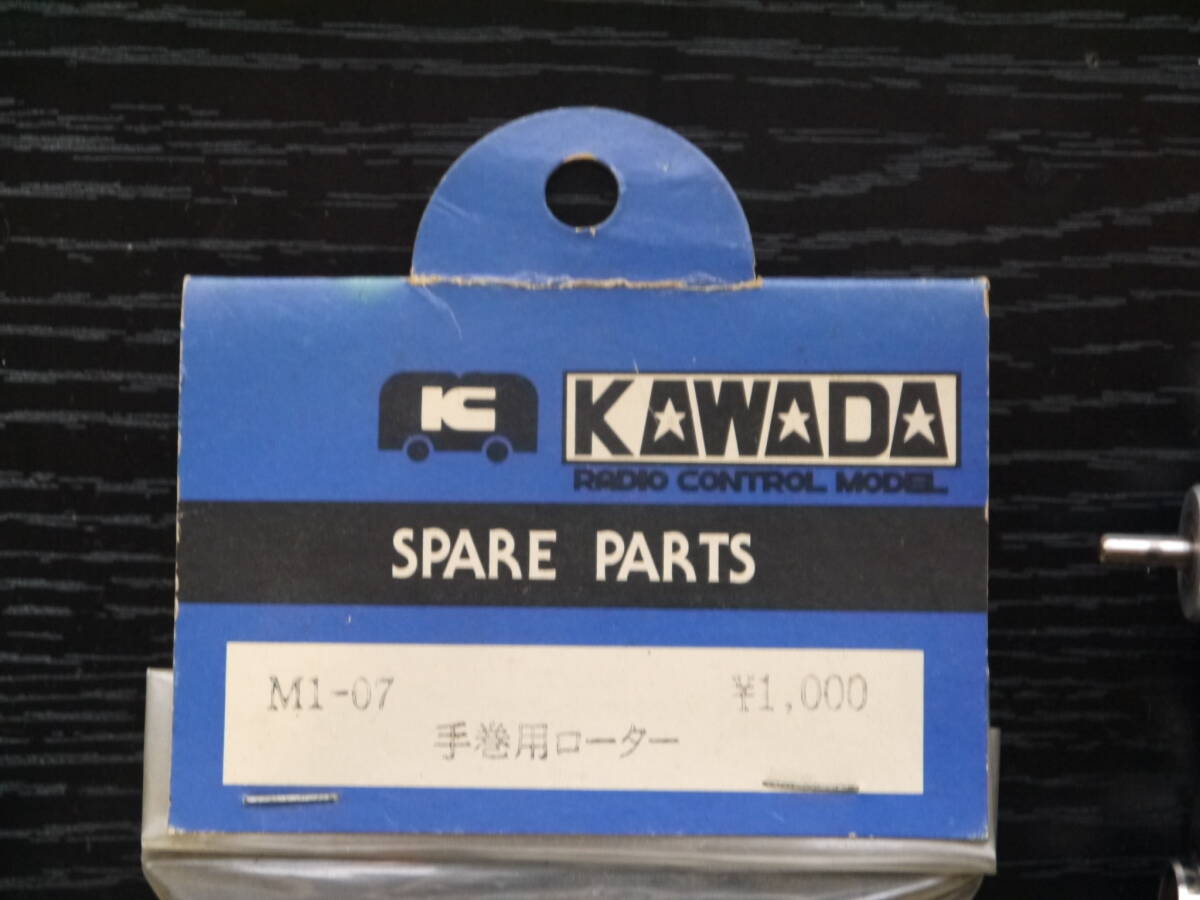 K
KAWADA
RADIO CONTROL MODEL
SPARE PARTS
M1-07 ¥1,000
手巻用ローター